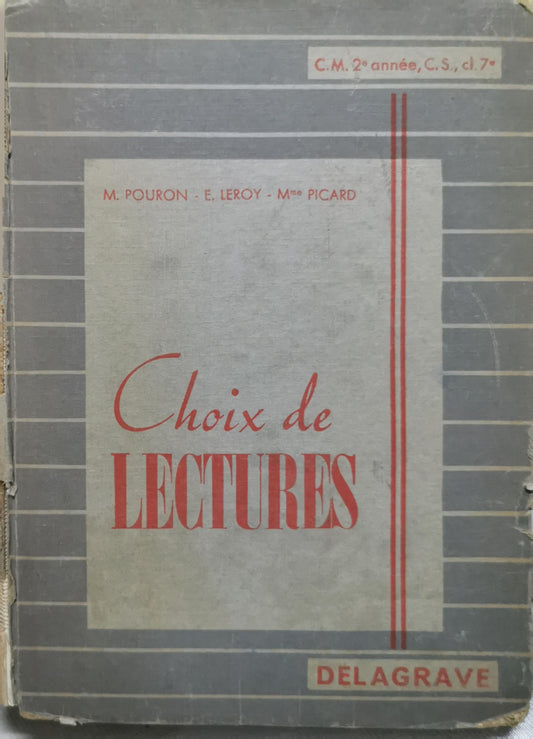 C.M. 2e année, C.S., cl. 7e
M. POURON - E. LEROY - Mme PICARD
Choix de
LECTURES
DELAGRAVE